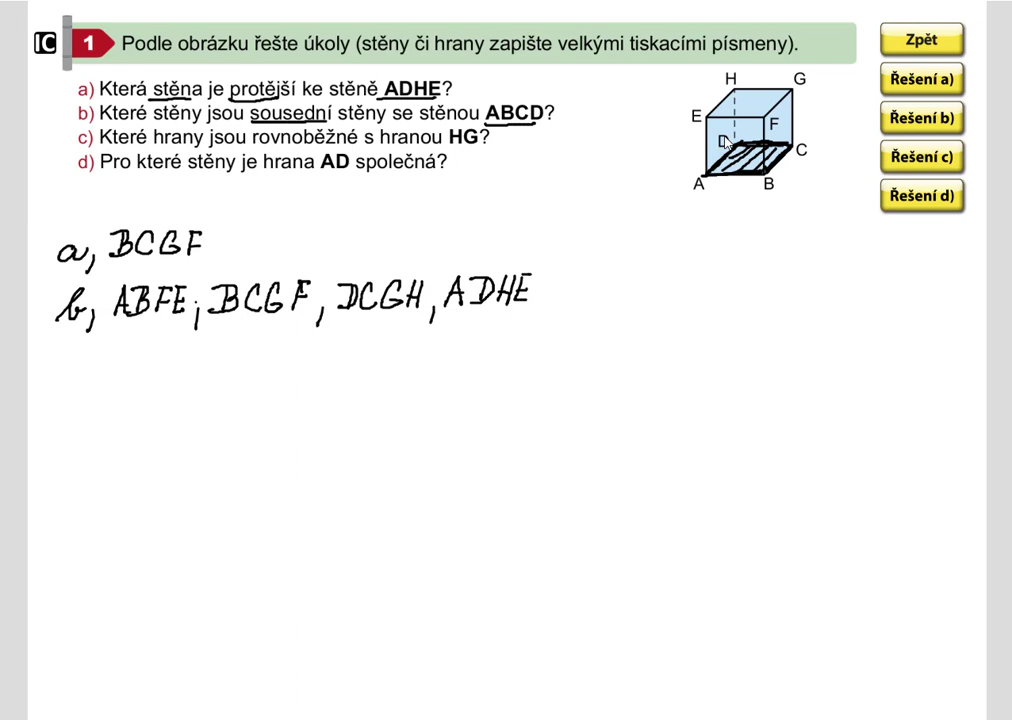 IC 1 Podle obrázku řešte úkoly (stěny či hrany zapište velkými tiskacími písmeny).
Zpět
a) Která stěna je protější ke stěně ADHE?
Řešení a)
b) Které stěny jsou sousední stěny se stěnou ABCD?
Řešení b)
c) Které hrany jsou rovnoběžné s hranou HG?
Řešení c)
d) Pro které stěny je hrana AD společná?
Řešení d)
H G
E F
D C
A B
a, BCGF
b, ABFE, BCGF, DCGH, ADHE